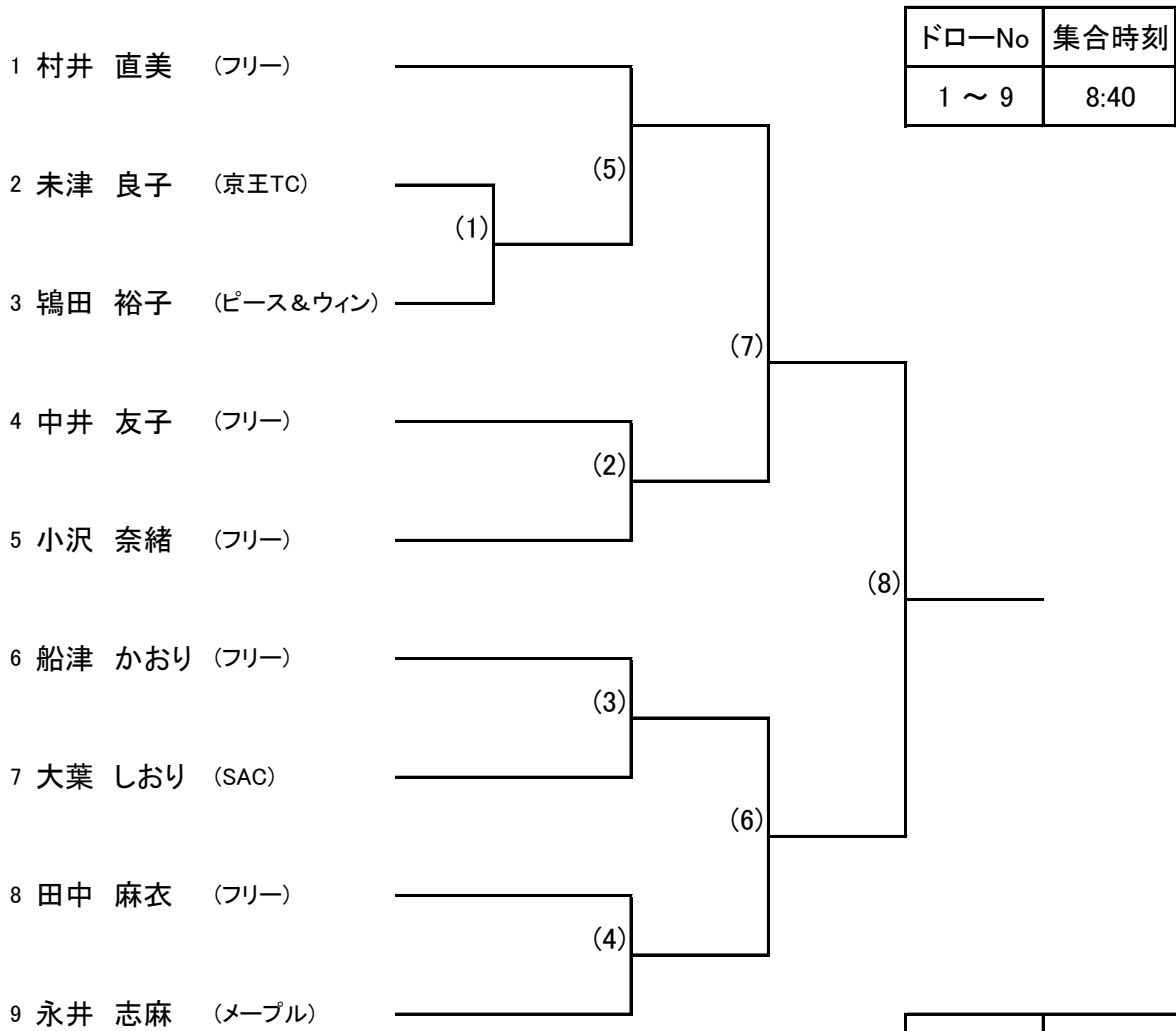 ドローNo 集合時刻
1 ～ 9 8:40
1 村井 直美 (フリー)
(5)
2 未津 良子 (京王TC)
(1)
3 鴇田 裕子 (ピース＆ウィン)
(7)
4 中井 友子 (フリー)
(2)
5 小沢 奈緒 (フリー)
(8)
6 船津 かおり (フリー)
(3)
7 大葉 しおり (SAC)
(6)
8 田中 麻衣 (フリー)
(4)
9 永井 志麻 (メープル)